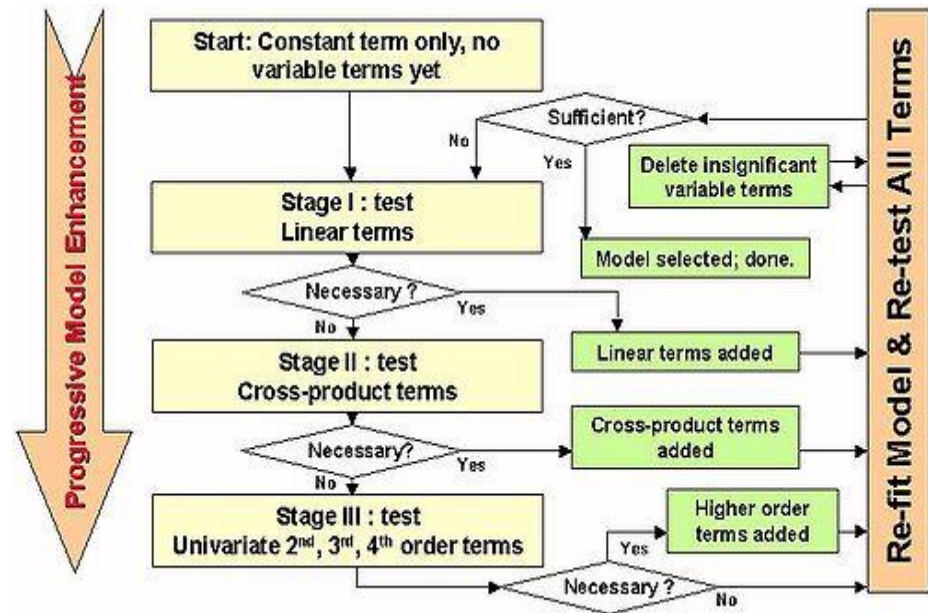 Progressive Model Enhancement
Start: Constant term only, no
variable terms yet
Sufficient?
No
Yes
Delete insignificant
variable terms
Stage I : test
Linear terms
Model selected; done.
Necessary ?
Yes
No
Linear terms added
Stage II : test
Cross-product terms
Necessary?
Yes
No
Cross-product terms
added
Stage III : test
Univariate 2nd, 3rd, 4th order terms
Higher order
terms added
Yes
Necessary ?
No
Re-fit Model & Re-test All Terms